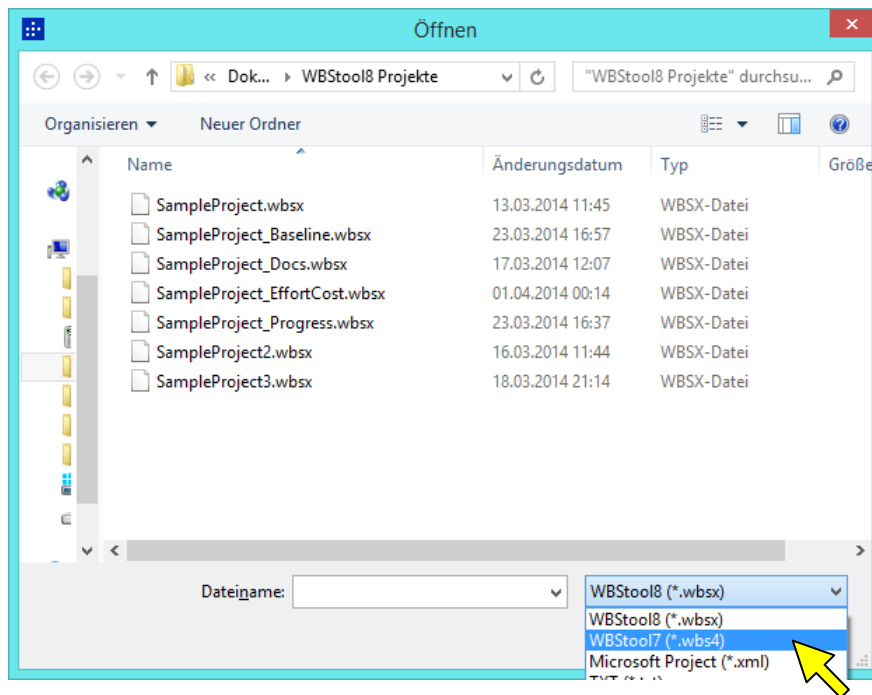 Öffnen
« Dok... WBStool8 Projekte "WBStool8 Projekte" durchsu...
Organisieren Neuer Ordner
Name Änderungsdatum Typ Größe
SampleProject.wbsx 13.03.2014 11:45 WBSX-Datei
SampleProject_Baseline.wbsx 23.03.2014 16:57 WBSX-Datei
SampleProject_Docs.wbsx 17.03.2014 12:07 WBSX-Datei
SampleProject_EffortCost.wbsx 01.04.2014 00:14 WBSX-Datei
SampleProject_Progress.wbsx 23.03.2014 16:37 WBSX-Datei
SampleProject2.wbsx 16.03.2014 11:44 WBSX-Datei
SampleProject3.wbsx 18.03.2014 21:14 WBSX-Datei
Dateiname: WBStool8 (*.wbsx)
WBStool8 (*.wbsx)
WBStool7 (*.wbs4)
Microsoft Project (*.xml)